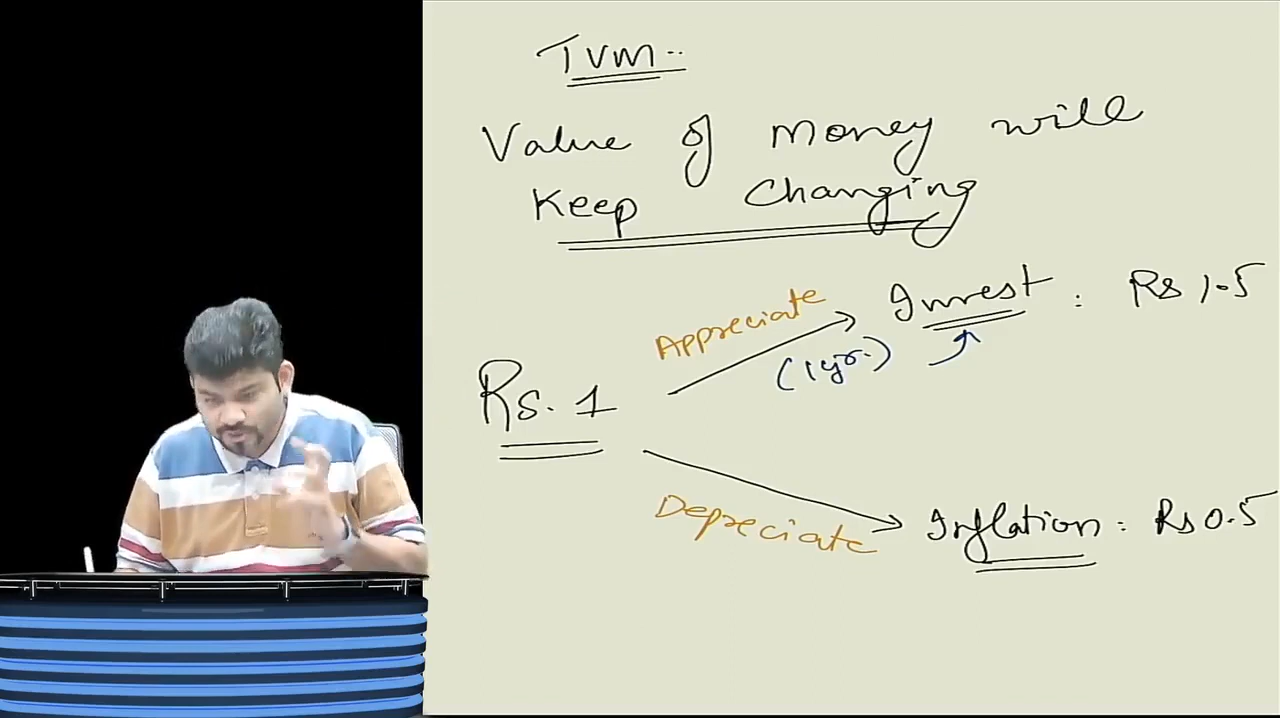 TVM..
Value of money will
Keep Changing
Appreciate
Invest : Rs 1.5
(1yr.)
Rs. 1
Depreciate
Inflation : Rs 0.5